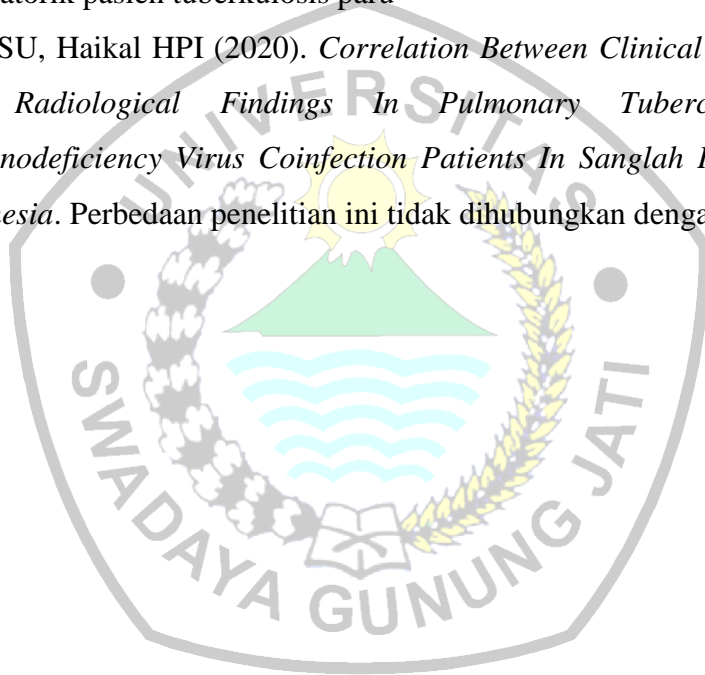 atorik pasien tuberkulosis paru
SU, Haikal HPI (2020). Correlation Between Clinical
Radiological Findings In Pulmonary Tuberc
nodeficiency Virus Coinfection Patients In Sanglah
nesia. Perbedaan penelitian ini tidak dihubungkan denga
UNIVERSITAS
SWADAYA GUNUNG JATI